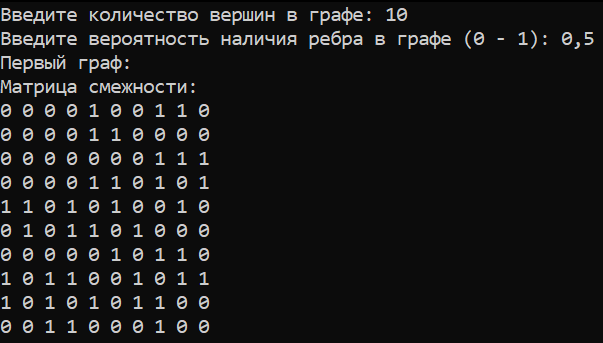 Введите количество вершин в графе: 10
Введите вероятность наличия ребра в графе (0 - 1): 0,5
Первый граф:
Матрица смежности:
0 0 0 0 1 0 0 1 1 0
0 0 0 0 1 1 0 0 0 0
0 0 0 0 0 0 0 1 1 1
0 0 0 0 1 1 0 1 0 1
1 1 0 1 0 1 0 0 1 0
0 1 0 1 1 0 1 0 0 0
0 0 0 0 0 1 0 1 1 0
1 0 1 1 0 0 1 0 1 1
1 0 1 0 1 0 1 1 0 0
0 0 1 1 0 0 0 1 0 0